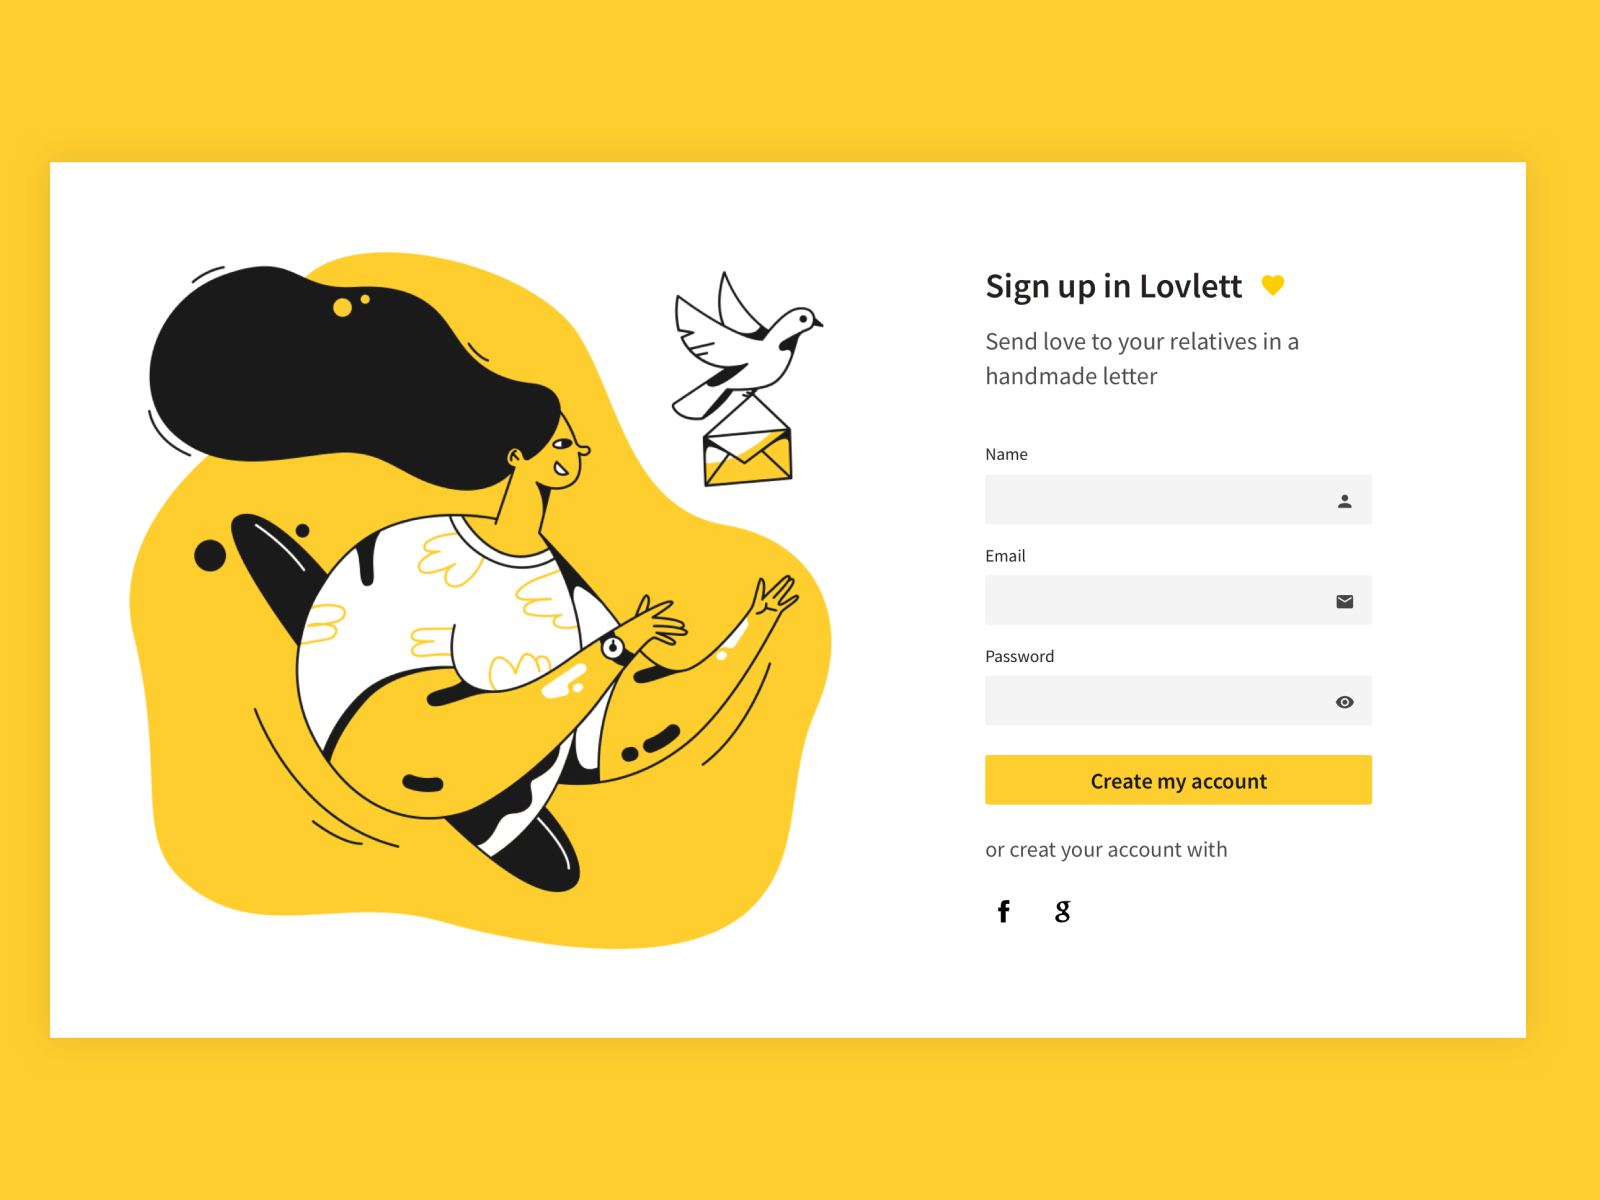 Sign up in Lovlett
Send love to your relatives in a
handmade letter
Name
Email
Password
Create my account
or creat your account with
f
g